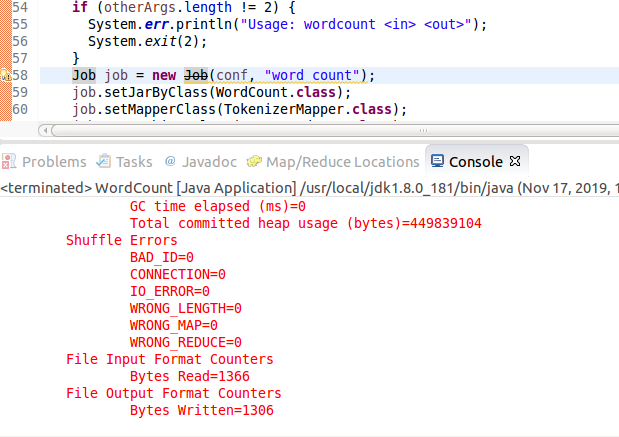 54 if (otherArgs.length != 2) {
55 System.err.println("Usage: wordcount <in> <out>");
56 System.exit(2);
57 }
58 Job job = new Job(conf, "word count");
59 job.setJarByClass(WordCount.class);
60 job.setMapperClass(TokenizerMapper.class);
Problems Tasks @ Javadoc Map/Reduce Locations Console
<terminated> WordCount [Java Application] /usr/local/jdk1.8.0_181/bin/java (Nov 17, 2019, 1
GC time elapsed (ms)=0
Total committed heap usage (bytes)=449839104
Shuffle Errors
BAD_ID=0
CONNECTION=0
IO_ERROR=0
WRONG_LENGTH=0
WRONG_MAP=0
WRONG_REDUCE=0
File Input Format Counters
Bytes Read=1366
File Output Format Counters
Bytes Written=1306